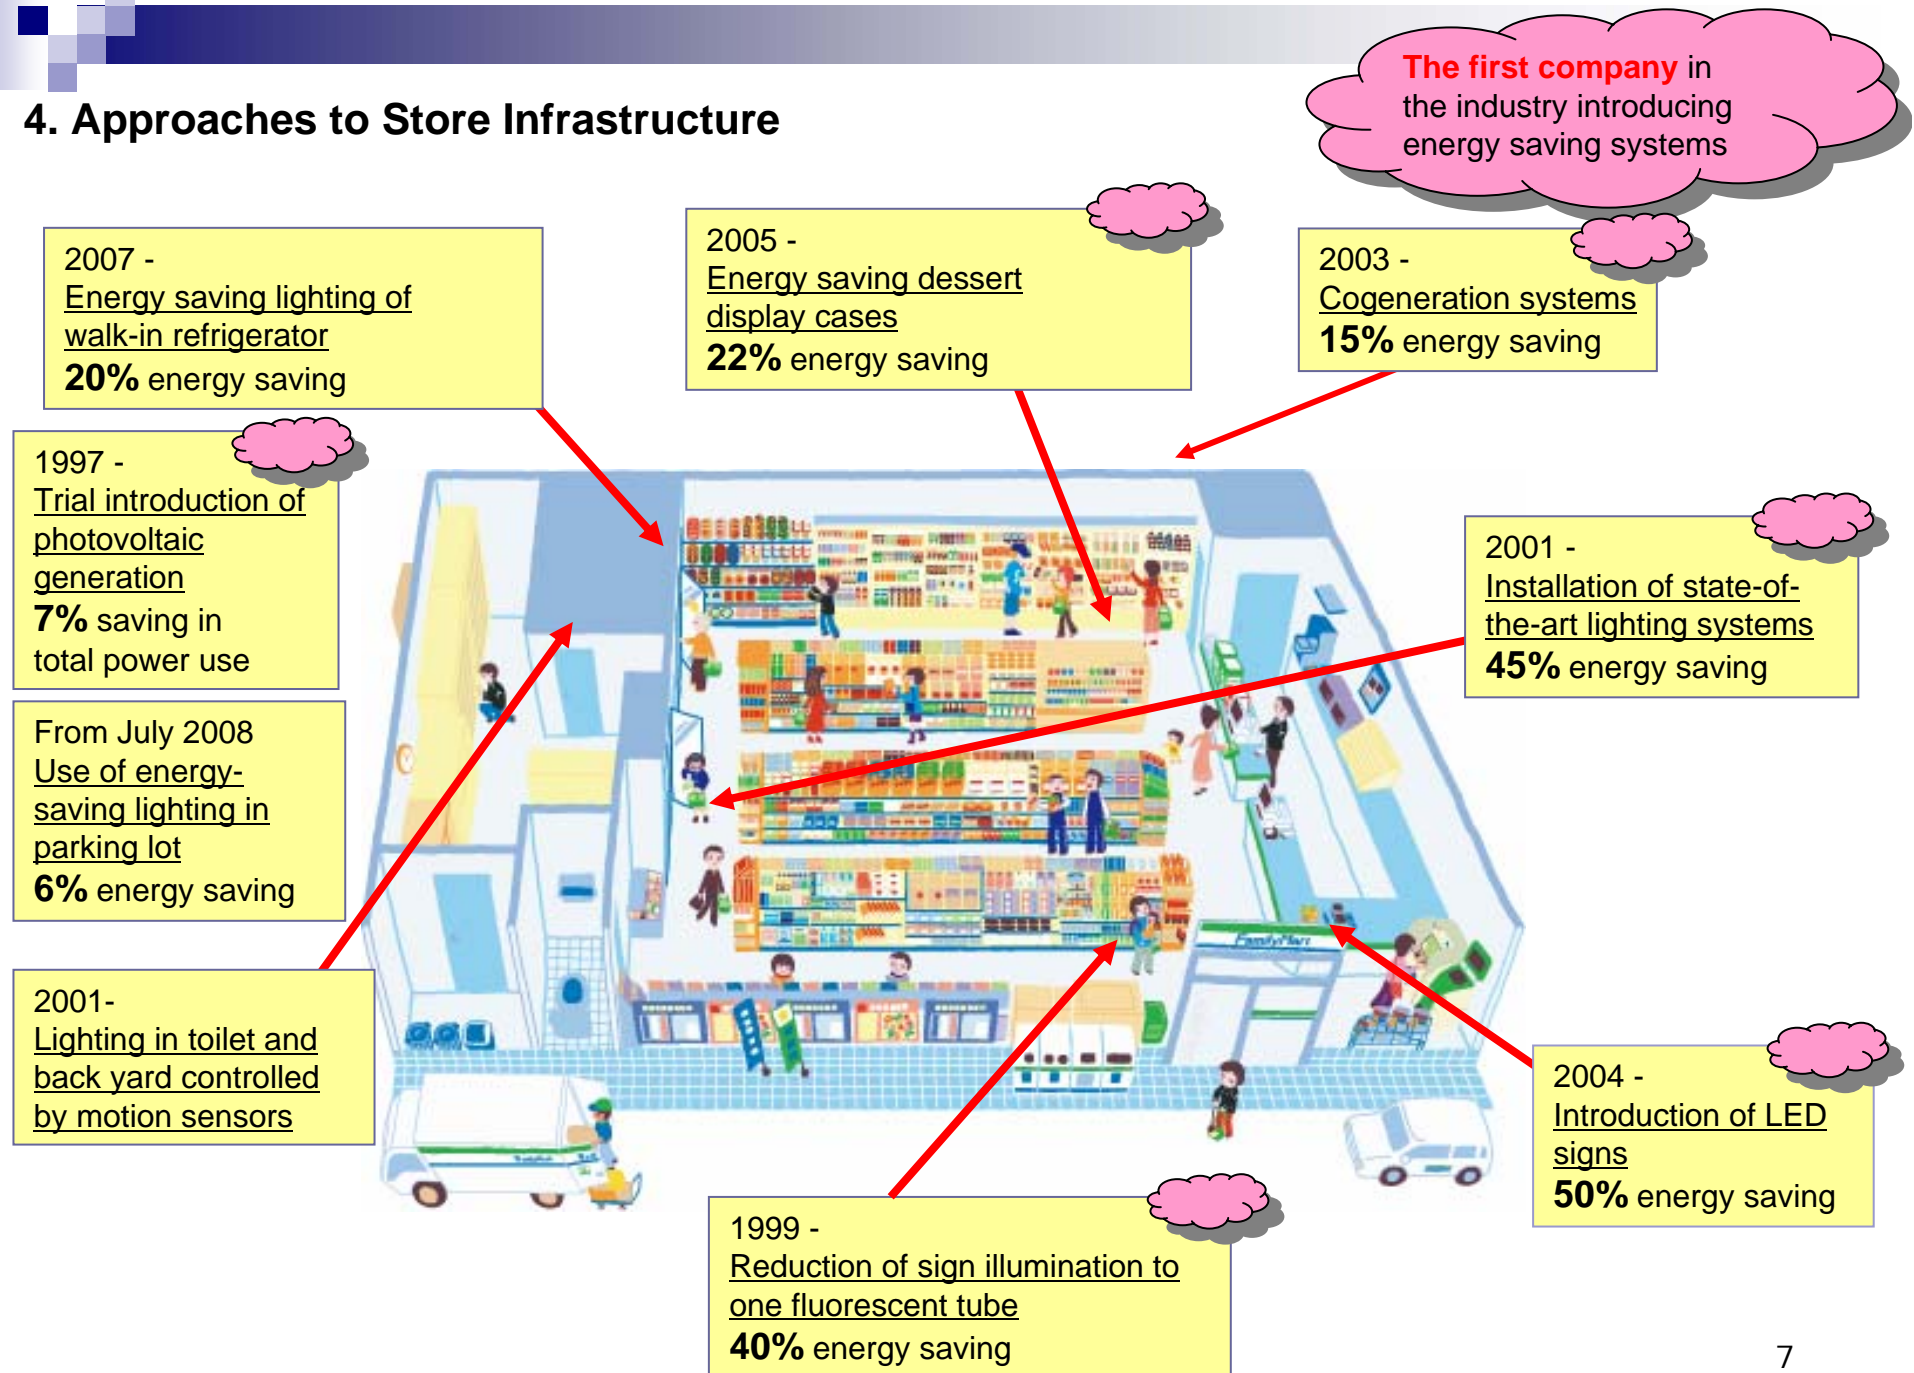 4. Approaches to Store Infrastructure
The first company in
the industry introducing
energy saving systems
2007 -
Energy saving lighting of
walk-in refrigerator
20% energy saving
2005 -
Energy saving dessert
display cases
22% energy saving
2003 -
Cogeneration systems
15% energy saving
1997 -
Trial introduction of
photovoltaic
generation
7% saving in
total power use
2001 -
Installation of state-of-
the-art lighting systems
45% energy saving
From July 2008
Use of energy-
saving lighting in
parking lot
6% energy saving
FamilyMart
2001-
Lighting in toilet and
back yard controlled
by motion sensors
2004 -
Introduction of LED
signs
50% energy saving
1999 -
Reduction of sign illumination to
one fluorescent tube
40% energy saving
7